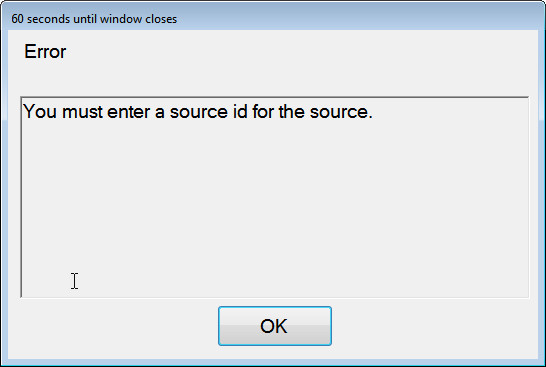 60 seconds until window closes
Error
You must enter a source id for the source.
OK